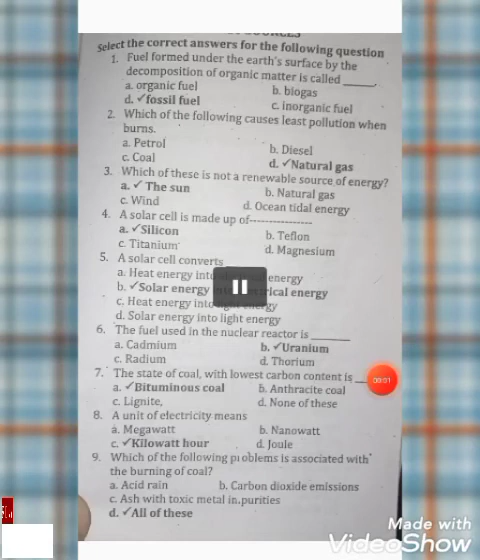 Select the correct answers for the following question
1. Fuel formed under the earth's surface by the
decomposition of organic matter is called ______.
a. organic fuel b. biogas
d. ✓fossil fuel c. inorganic fuel
2. Which of the following causes least pollution when
burns.
a. Petrol b. Diesel
c. Coal d. ✓Natural gas
3. Which of these is not a renewable source of energy?
a. ✓ The sun b. Natural gas
c. Wind d. Ocean tidal energy
4. A solar cell is made up of----------------
a. ✓Silicon b. Teflon
c. Titanium d. Magnesium
5. A solar cell converts
a. Heat energy energy
b. ✓Solar energy energy
c. Heat energy
d. Solar energy into light energy
6. The fuel used in the nuclear reactor is ______
a. Cadmium b. ✓Uranium
c. Radium d. Thorium
7. The state of coal, with lowest carbon content is
a. ✓Bituminous coal b. Anthracite coal
c. Lignite, d. None of these
00:01
8. A unit of electricity means
a. Megawatt b. Nanowatt
c. ✓Kilowatt hour d. Joule
9. Which of the following problems is associated with
the burning of coal?
a. Acid rain b. Carbon dioxide emissions
c. Ash with toxic metal in.purities
d. ✓All of these
Made with
VideoShow